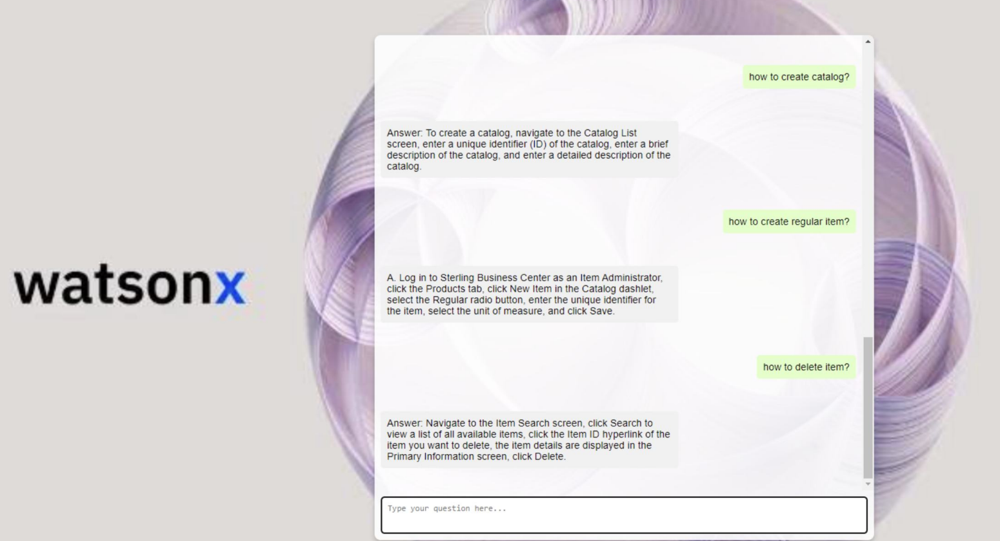 how to create catalog?
Answer: To create a catalog, navigate to the Catalog List
screen, enter a unique identifier (ID) of the catalog, enter a brief
description of the catalog, and enter a detailed description of the
catalog.
how to create regular item?
A. Log in to Sterling Business Center as an Item Administrator,
click the Products tab, click New Item in the Catalog dashlet,
select the Regular radio button, enter the unique identifier for
the item, select the unit of measure, and click Save.
watsonx
how to delete item?
Answer: Navigate to the Item Search screen, click Search to
view a list of all available items, click the Item ID hyperlink of the
item you want to delete, the item details are displayed in the
Primary Information screen, click Delete.
Type your question here...